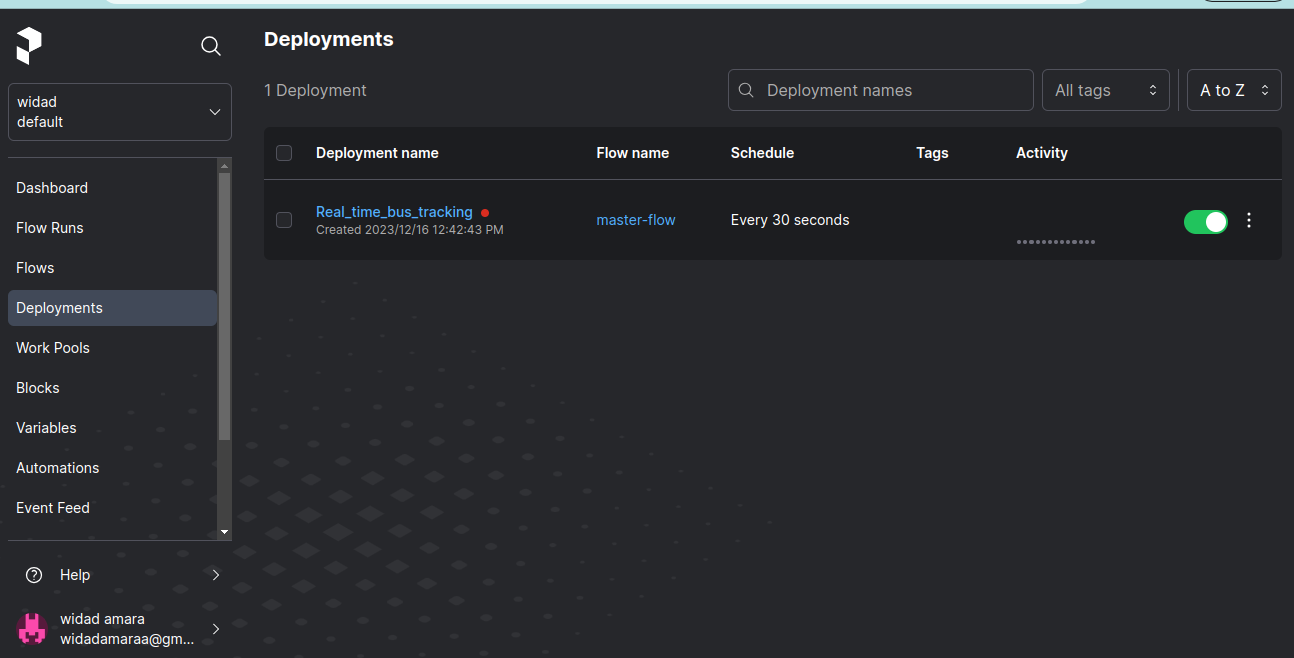 Deployments
widad
default
1 Deployment
Deployment names
All tags
A to Z
Deployment name
Flow name
Schedule
Tags
Activity
Real_time_bus_tracking
Created 2023/12/16 12:42:43 PM
master-flow
Every 30 seconds
Dashboard
Flow Runs
Flows
Deployments
Work Pools
Blocks
Variables
Automations
Event Feed
Help
widad amara
widadamaraa@gm...